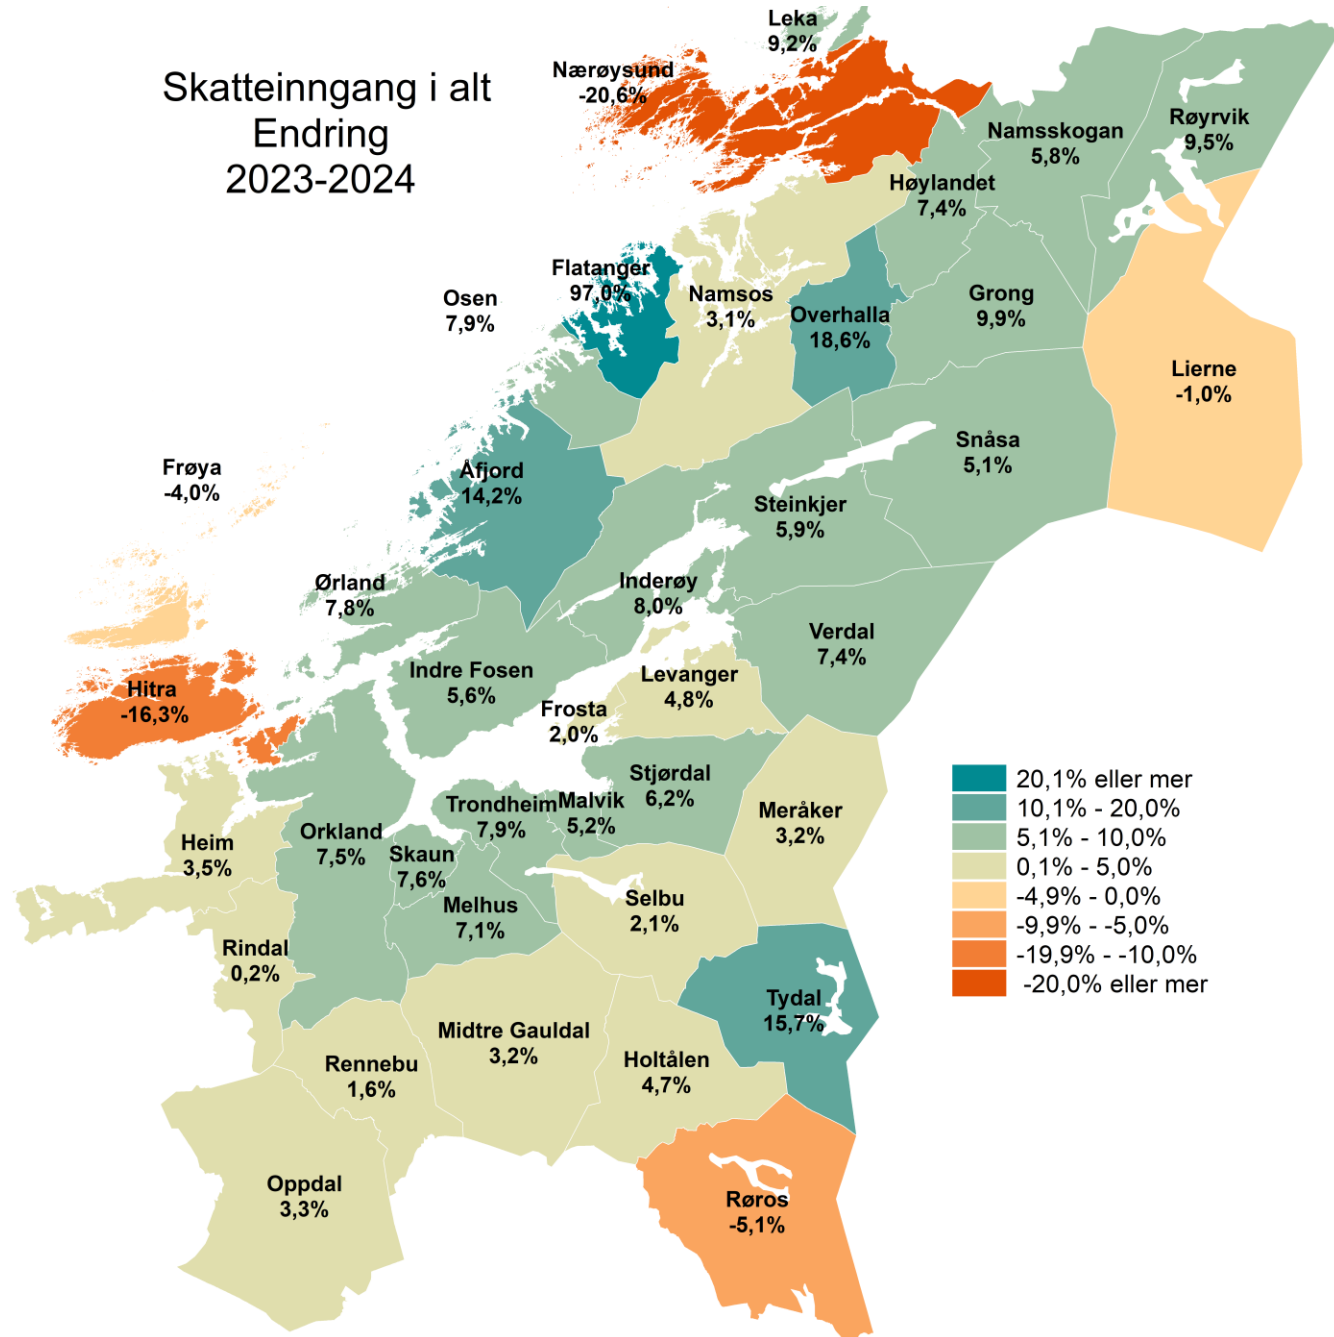 Skatteinngang i alt
Endring
2023-2024
Leka
9,2%
Nærøysund
-20,6%
Namsskogan
5,8%
Røyrvik
9,5%
Høylandet
7,4%
Flatanger
97,0%
Osen
7,9%
Namsos
3,1%
Overhalla
18,6%
Grong
9,9%
Lierne
-1,0%
Snåsa
5,1%
Frøya
-4,0%
Åfjord
14,2%
Steinkjer
5,9%
Ørland
7,8%
Inderøy
8,0%
Verdal
7,4%
Indre Fosen
5,6%
Levanger
4,8%
Hitra
-16,3%
Frosta
2,0%
Stjørdal
6,2%
Trondheim
7,9%
Malvik
5,2%
Meråker
3,2%
Orkland
7,5%
Heim
3,5%
Skaun
7,6%
Melhus
7,1%
Selbu
2,1%
Rindal
0,2%
Tydal
15,7%
Midtre Gauldal
3,2%
Rennebu
1,6%
Holtålen
4,7%
Oppdal
3,3%
Røros
-5,1%
20,1% eller mer
10,1% - 20,0%
5,1% - 10,0%
0,1% - 5,0%
-4,9% - 0,0%
-9,9% - -5,0%
-19,9% - -10,0%
-20,0% eller mer